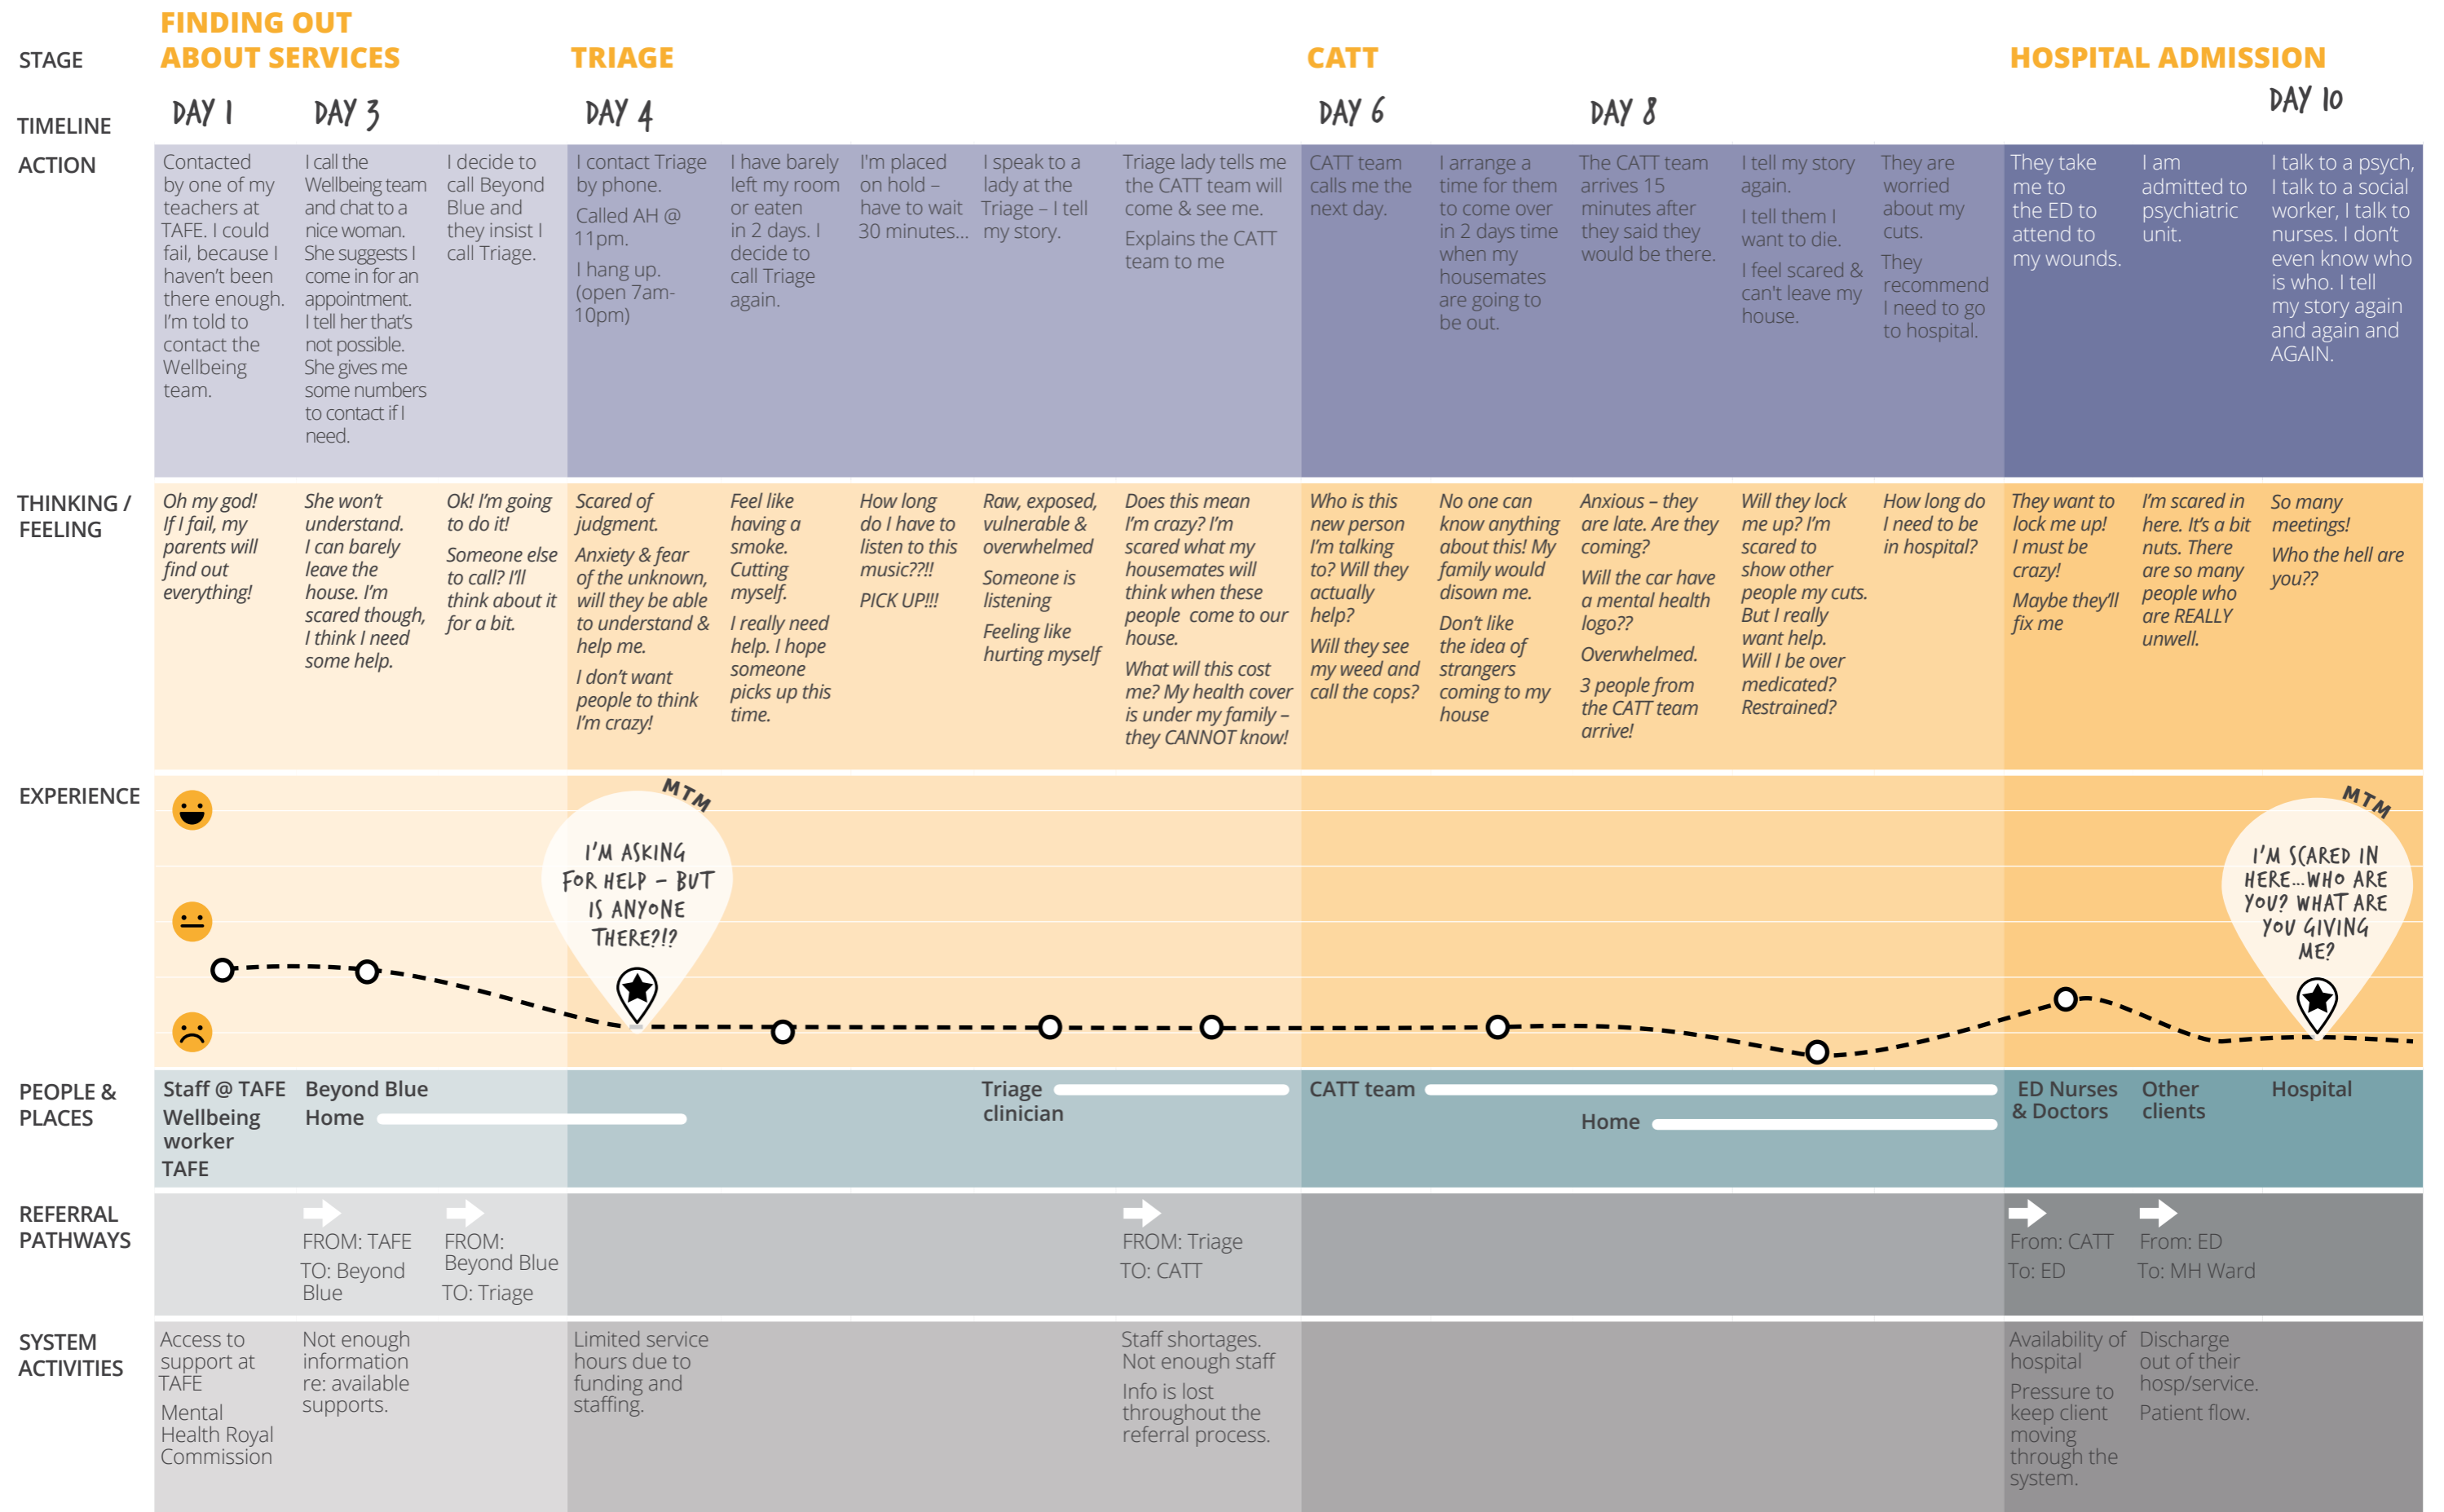 STAGE
FINDING OUT
ABOUT SERVICES
TRIAGE
CATT
HOSPITAL ADMISSION
TIMELINE
DAY 1
DAY 3
DAY 4
DAY 6
DAY 8
DAY 10
ACTION
Contacted
by one of my
teachers at
TAFE. I could
fail, because I
haven't been
there enough.
I'm told to
contact the
Wellbeing
team.
I call the
Wellbeing team
and chat to a
nice woman.
She suggests I
come in for an
appointment.
I tell her that's
not possible.
She gives me
some numbers
to contact if I
need.
I decide to
call Beyond
Blue and
they insist I
call Triage.
I contact Triage
by phone.
Called AH @
11pm.
I hang up.
(open 7am-
10pm)
I have barely
left my room
or eaten
in 2 days. I
decide to
call Triage
again.
I'm placed
on hold –
have to wait
30 minutes...
I speak to a
lady at the
Triage – I tell
my story.
Triage lady tells me
the CATT team will
come & see me.
Explains the CATT
team to me
CATT team
calls me the
next day.
I arrange a
time for them
to come over
in 2 days time
when my
housemates
are going to
be out.
The CATT team
arrives 15
minutes after
they said they
would be there.
I tell my story
again.
I tell them I
want to die.
I feel scared &
can't leave my
house.
They are
worried
about my
cuts.
They
recommend
I need to go
to hospital.
They take
me to
the ED to
attend to
my wounds.
I am
admitted to
psychiatric
unit.
I talk to a psych,
I talk to a social
worker, I talk to
nurses. I don't
even know who
is who. I tell
my story again
and again and
AGAIN.
THINKING /
FEELING
Oh my god!
If I fail, my
parents will
find out
everything!
She won't
understand.
I can barely
leave the
house. I'm
scared though,
I think I need
some help.
Ok! I'm going
to do it!
Someone else
to call? I'll
think about it
for a bit.
Scared of
judgment.
Anxiety & fear
of the unknown,
will they be able
to understand &
help me.
I don't want
people to think
I'm crazy!
Feel like
having a
smoke.
Cutting
myself.
I really need
help. I hope
someone
picks up this
time.
How long
do I have to
listen to this
music??!!
PICK UP!!!
Raw, exposed,
vulnerable &
overwhelmed
Someone is
listening
Feeling like
hurting myself
Does this mean
I'm crazy? I'm
scared what my
housemates will
think when these
people come to our
house.
What will this cost
me? My health cover
is under my family –
they CANNOT know!
Who is this
new person
I'm talking
to? Will they
actually
help?
Will they see
my weed and
call the cops?
No one can
know anything
about this! My
family would
disown me.
Don't like
the idea of
strangers
coming to my
house
Anxious – they
are late. Are they
coming?
Will the car have
a mental health
logo??
Overwhelmed.
3 people from
the CATT team
arrive!
Will they lock
me up? I'm
scared to
show other
people my cuts.
But I really
want help.
Will I be over
medicated?
Restrained?
How long do
I need to be
in hospital?
They want to
lock me up!
I must be
crazy!
Maybe they'll
fix me
I'm scared in
here. It's a bit
nuts. There
are so many
people who
are REALLY
unwell.
So many
meetings!
Who the hell are
you??
EXPERIENCE
MTM
I'M ASKING
FOR HELP – BUT
IS ANYONE
THERE?!?
MTM
I'M SCARED IN
HERE...WHO ARE
YOU? WHAT ARE
YOU GIVING
ME?
PEOPLE &
PLACES
Staff @ TAFE
Wellbeing
worker
TAFE
Beyond Blue
Home
Triage
clinician
CATT team
Home
ED Nurses
& Doctors
Other
clients
Hospital
REFERRAL
PATHWAYS
FROM: TAFE
TO: Beyond
Blue
FROM:
Beyond Blue
TO: Triage
FROM: Triage
TO: CATT
From: CATT
To: ED
From: ED
To: MH Ward
SYSTEM
ACTIVITIES
Access to
support at
TAFE
Mental
Health Royal
Commission
Not enough
information
re: available
supports.
Limited service
hours due to
funding and
staffing.
Staff shortages.
Not enough staff
Info is lost
throughout the
referral process.
Availability of
hospital
Pressure to
keep client
moving
through the
system.
Discharge
out of their
hosp/service.
Patient flow.